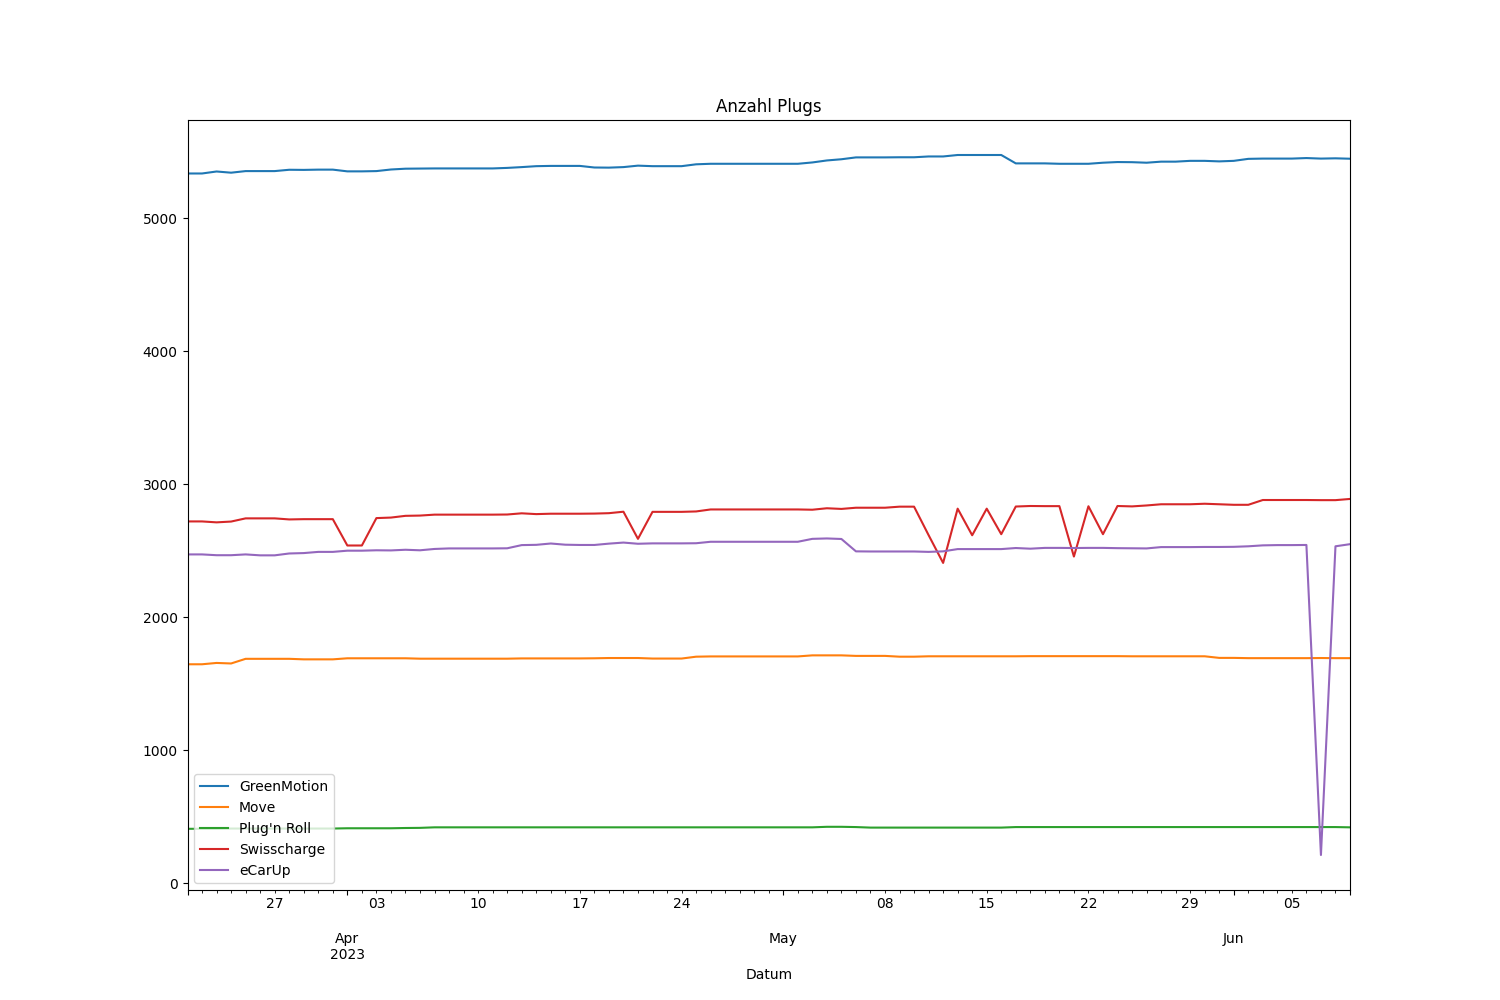 Anzahl Plugs
5000
4000
3000
2000
1000
0
GreenMotion
Move
Plug'n Roll
Swisscharge
eCarUp
27 03 10 17 24 08 15 22 29 05
Apr May Jun
2023
Datum